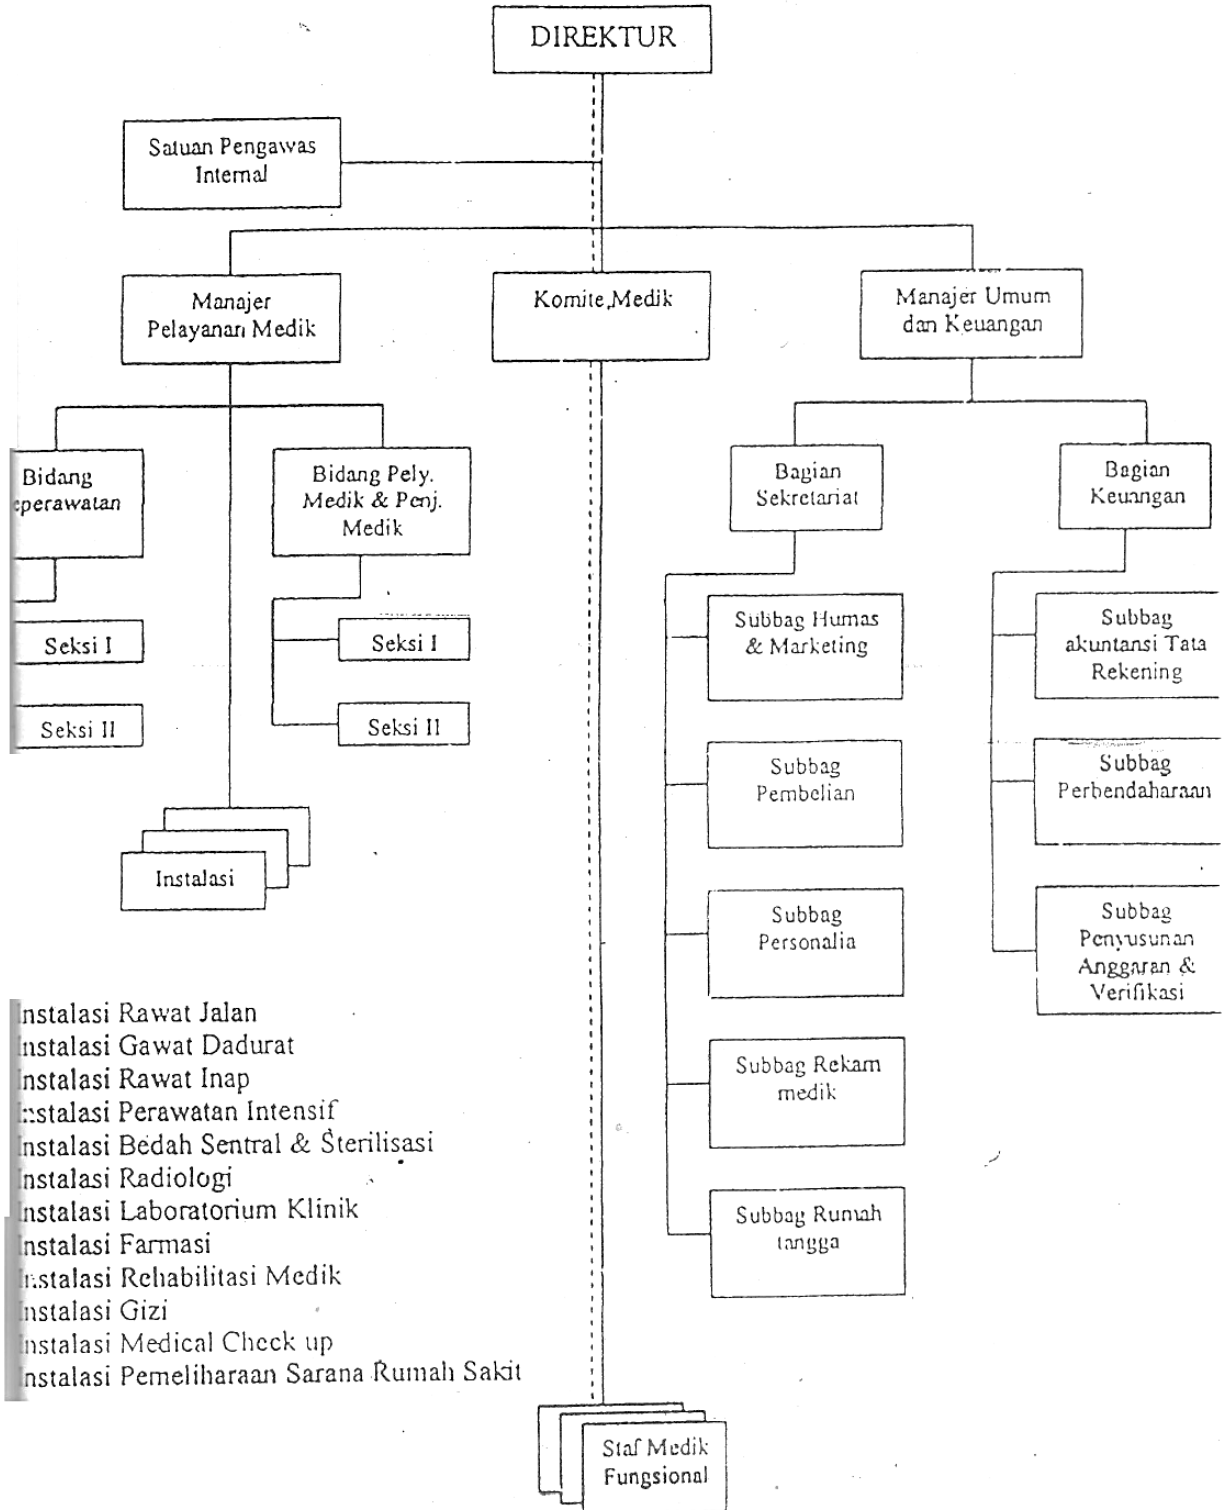 DIREKTUR
Satuan Pengawas
Internal
Manajer
Pelayanan Medik
Komite Medik
Manajer Umum
dan Keuangan
Bidang
eperawatan
Bidang Pely.
Medik & Penj.
Medik
Bagian
Sekretariat
Bagian
Keuangan
Seksi I
Seksi II
Seksi I
Seksi II
Subbag Humas
& Marketing
Subbag
Pembelian
Subbag
Personalia
Subbag Rekam
medik
Subbag Rumah
tangga
Subbag
akuntansi Tata
Rekening
Subbag
Perbendaharaan
Subbag
Penyusunan
Anggaran &
Verifikasi
Instalasi
Instalasi Rawat Jalan
Instalasi Gawat Dadurat
Instalasi Rawat Inap
Instalasi Perawatan Intensif
Instalasi Bedah Sentral & Sterilisasi
Instalasi Radiologi
Instalasi Laboratorium Klinik
Instalasi Farmasi
Instalasi Rehabilitasi Medik
Instalasi Gizi
Instalasi Medical Check up
Instalasi Pemeliharaan Sarana Rumah Sakit
Staf Medik
Fungsional